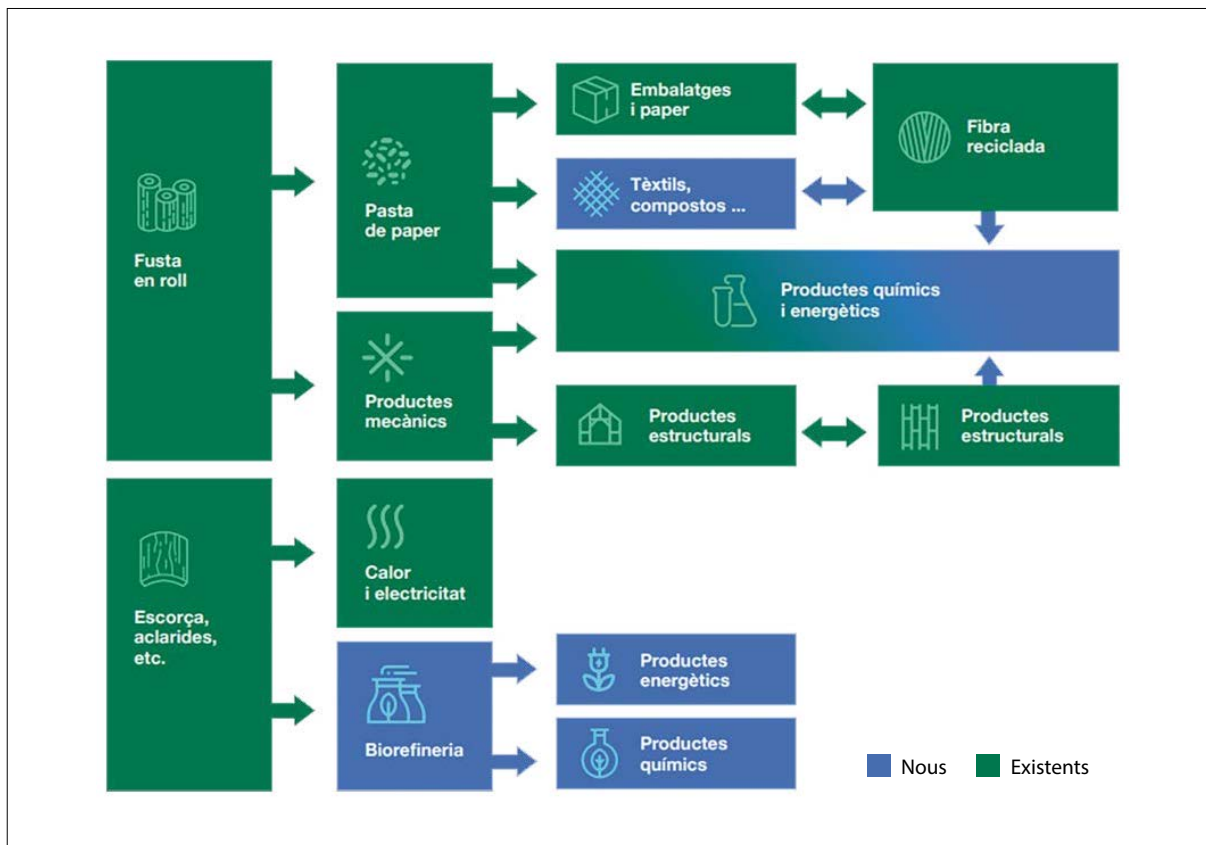 Fusta
en roll
Pasta
de paper
Embalatges
i paper
Fibra
reciclada
Tèxtils,
compostos ...
Productes químics
i energètics
Productes
mecànics
Productes
estructurals
Productes
estructurals
Escorça,
aclarides,
etc.
Calor
i electricitat
Biorefineria
Productes
energètics
Productes
químics
Nous
Existents